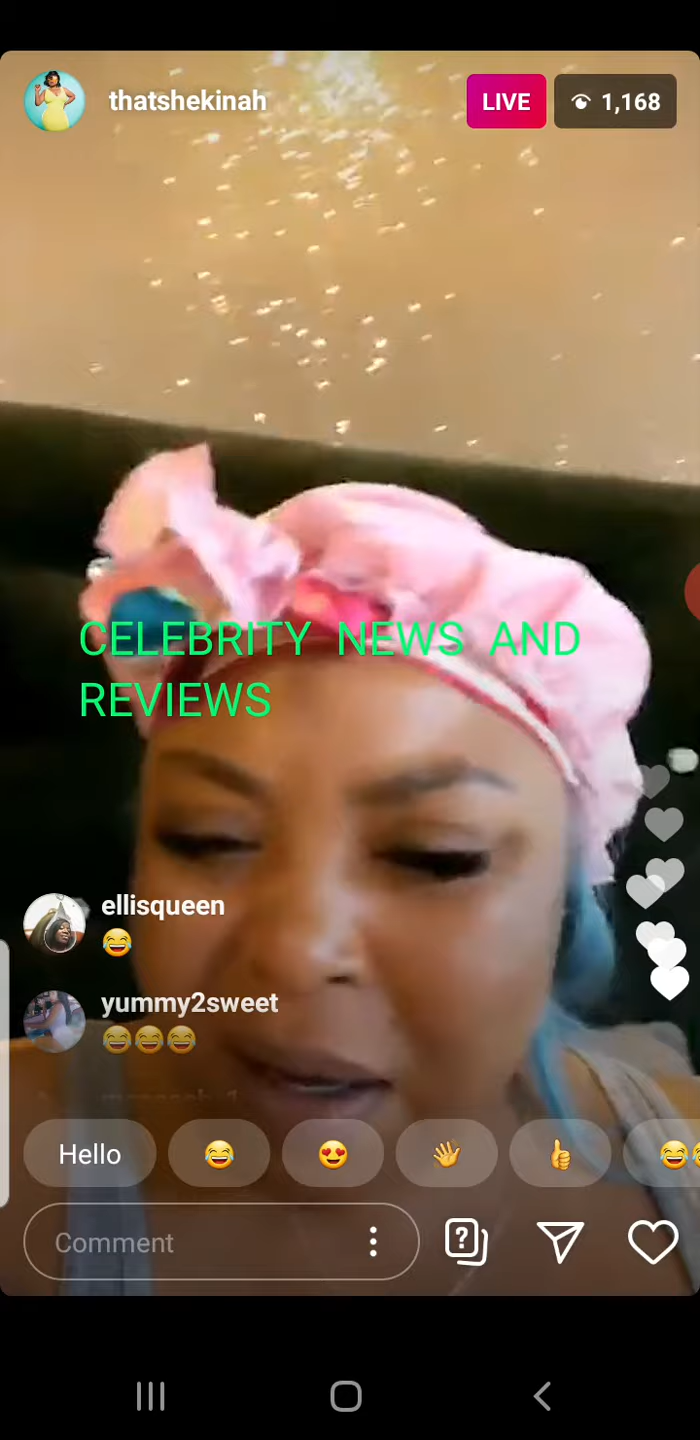 thatshekinah
LIVE
1,168
CELEBRITY NEWS AND
REVIEWS
ellisqueen
😂
yummy2sweet
😂😂😂
Hello
Comment